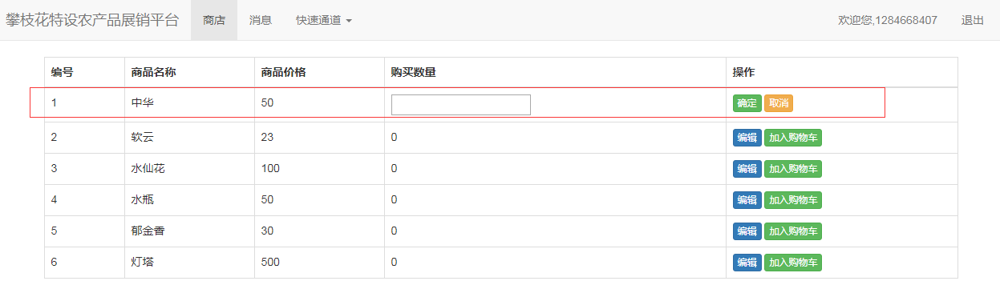 攀枝花特设农产品展销平台 商店 消息 快速通道 欢迎您,1284668407 退出
编号 商品名称 商品价格 购买数量 操作
1 中华 50 确定 取消
2 软云 23 0 编辑 加入购物车
3 水仙花 100 0 编辑 加入购物车
4 水瓶 50 0 编辑 加入购物车
5 郁金香 30 0 编辑 加入购物车
6 灯塔 500 0 编辑 加入购物车